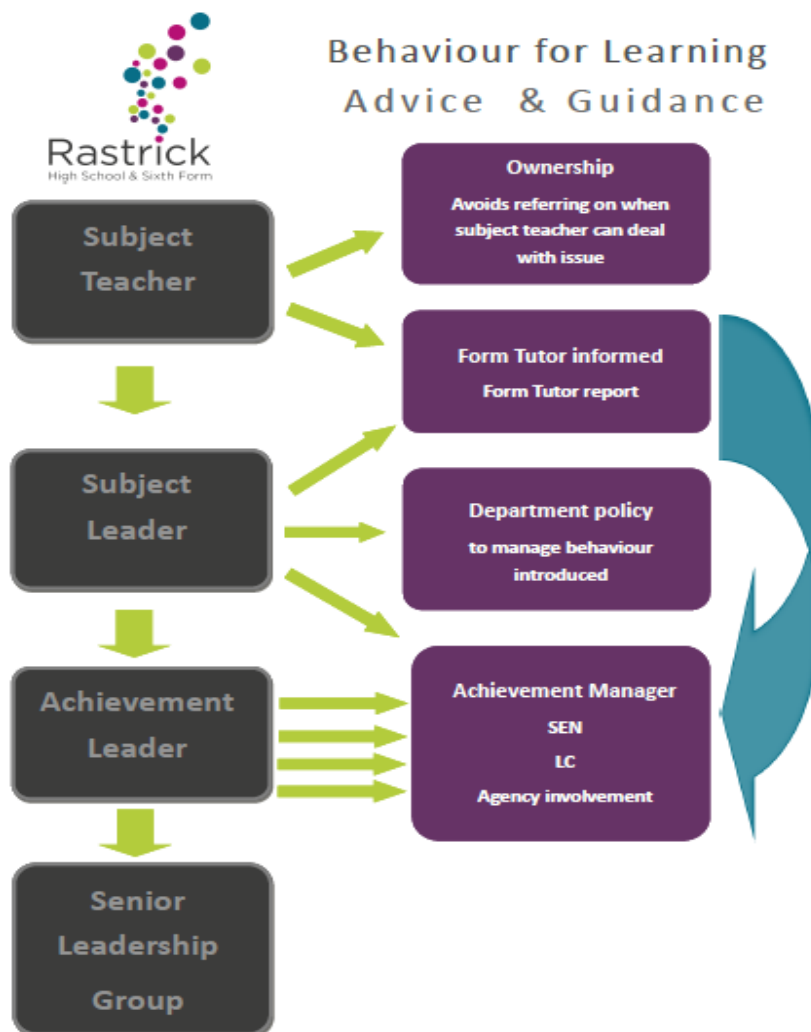 Rastrick
High School & Sixth Form
Behaviour for Learning
Advice & Guidance
Subject
Teacher
Ownership
Avoids referring on when
subject teacher can deal
with issue
Form Tutor informed
Form Tutor report
Subject
Leader
Department policy
to manage behaviour
introduced
Achievement
Leader
Achievement Manager
SEN
LC
Agency involvement
Senior
Leadership
Group